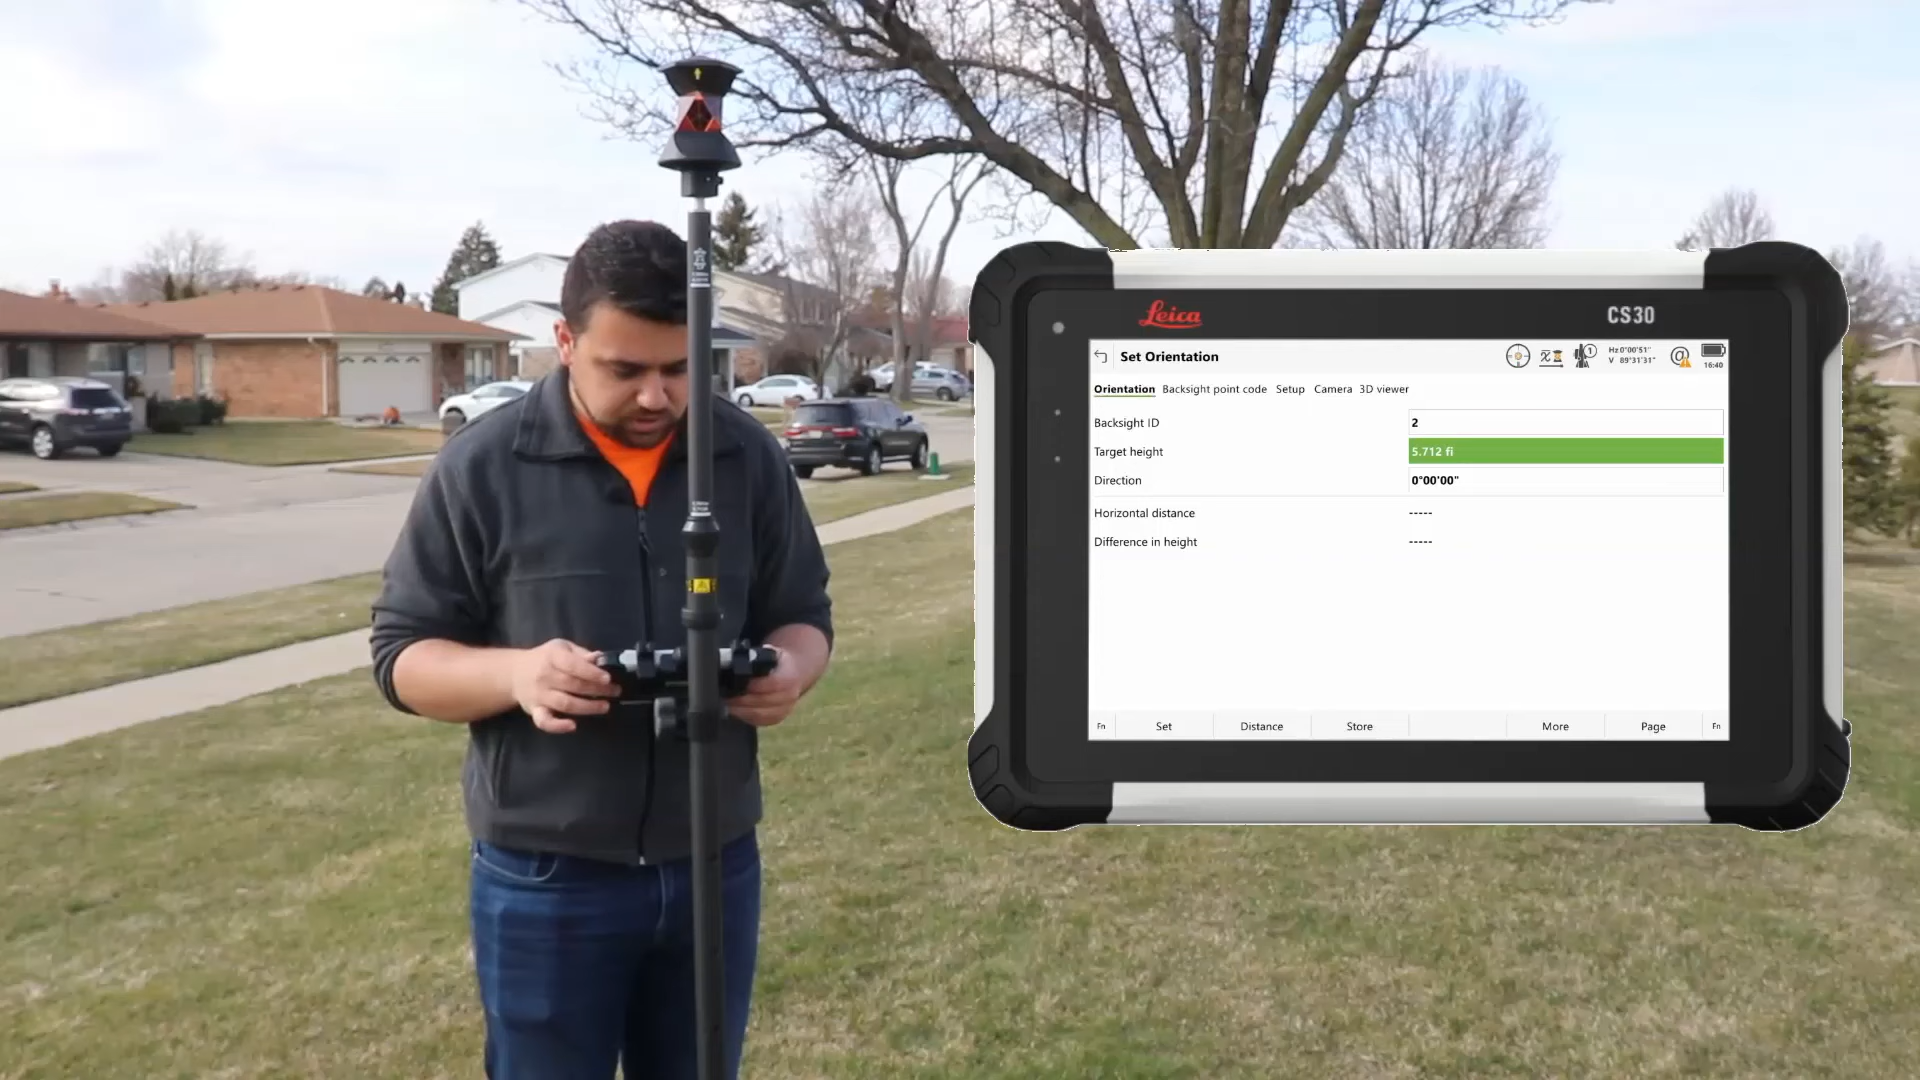 Leica
CS30
Set Orientation
1
Hz 0°00'51"
V 89°31'31"
@
16:40
Orientation Backsight point code Setup Camera 3D viewer
Backsight ID 2
Target height 5.712 fi
Direction 0°00'00"
Horizontal distance -----
Difference in height -----
Fn Set Distance Store More Page Fn